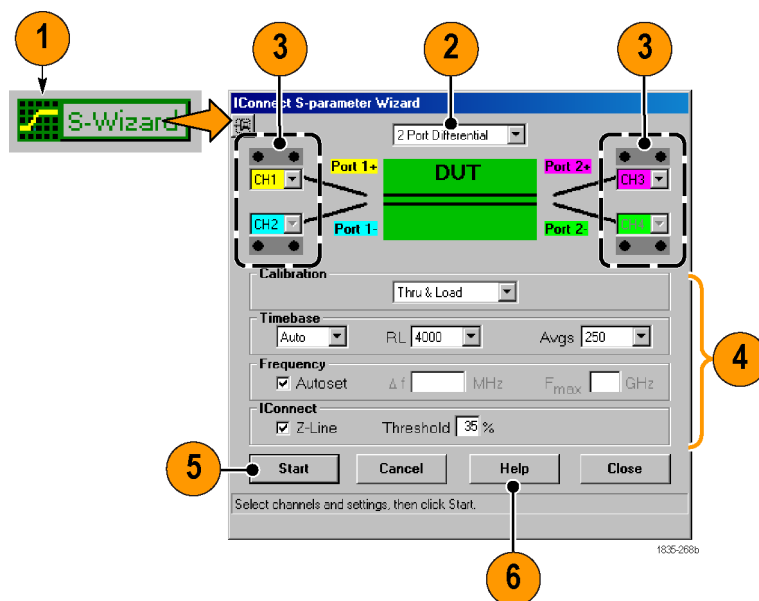 1
2
3
3
S-Wizard
IConnect S-parameter Wizard
2 Port Differential
CH1
Port 1+
DUT
Port 2+
CH3
CH2
Port 1-
Port 2-
CH4
Calibration
Thru & Load
Timebase
Auto RL 4000 Avgs 250
4
Frequency
Autoset Δ f MHz Fmax GHz
IConnect
Z-Line Threshold 35 %
5
Start Cancel Help Close
Select channels and settings, then click Start.
1835-268b
6